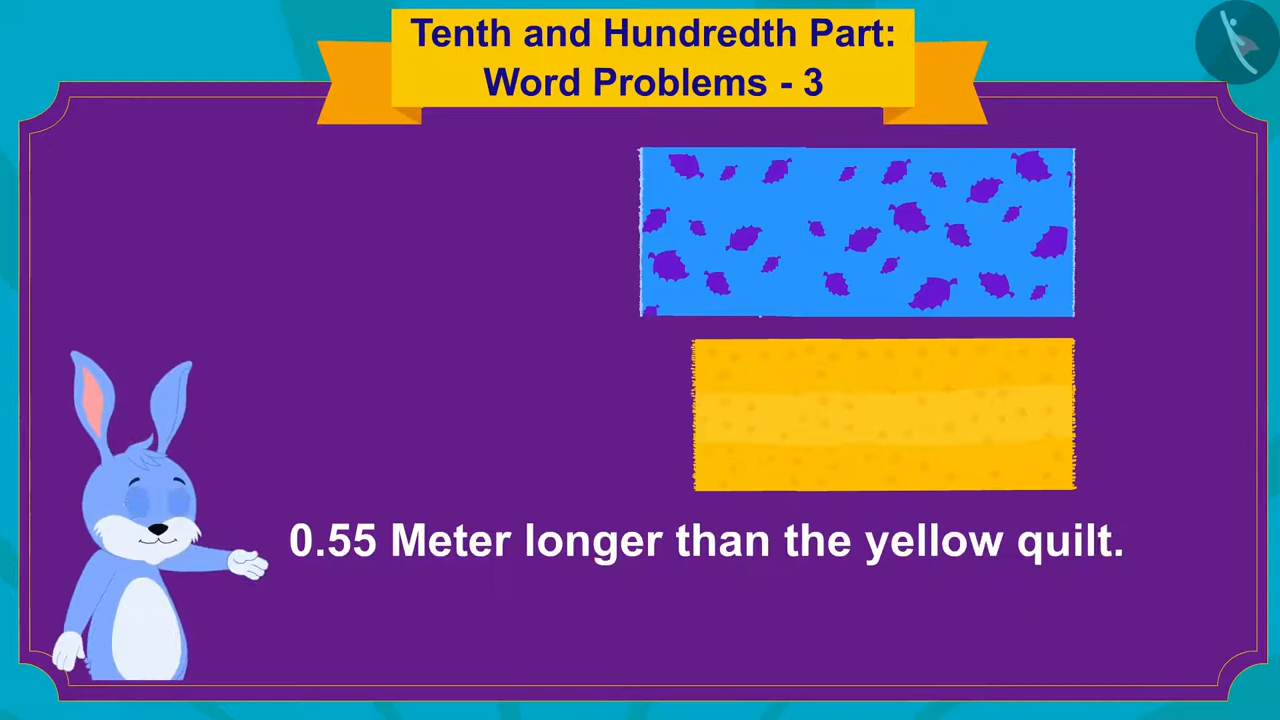 Tenth and Hundredth Part:
Word Problems - 3
0.55 Meter longer than the yellow quilt.